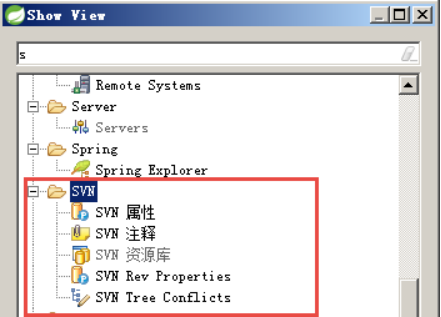 Show View
s
Remote Systems
Server
Servers
Spring
Spring Explorer
SVN
SVN 属性
SVN 注释
SVN 资源库
SVN Rev Properties
SVN Tree Conflicts